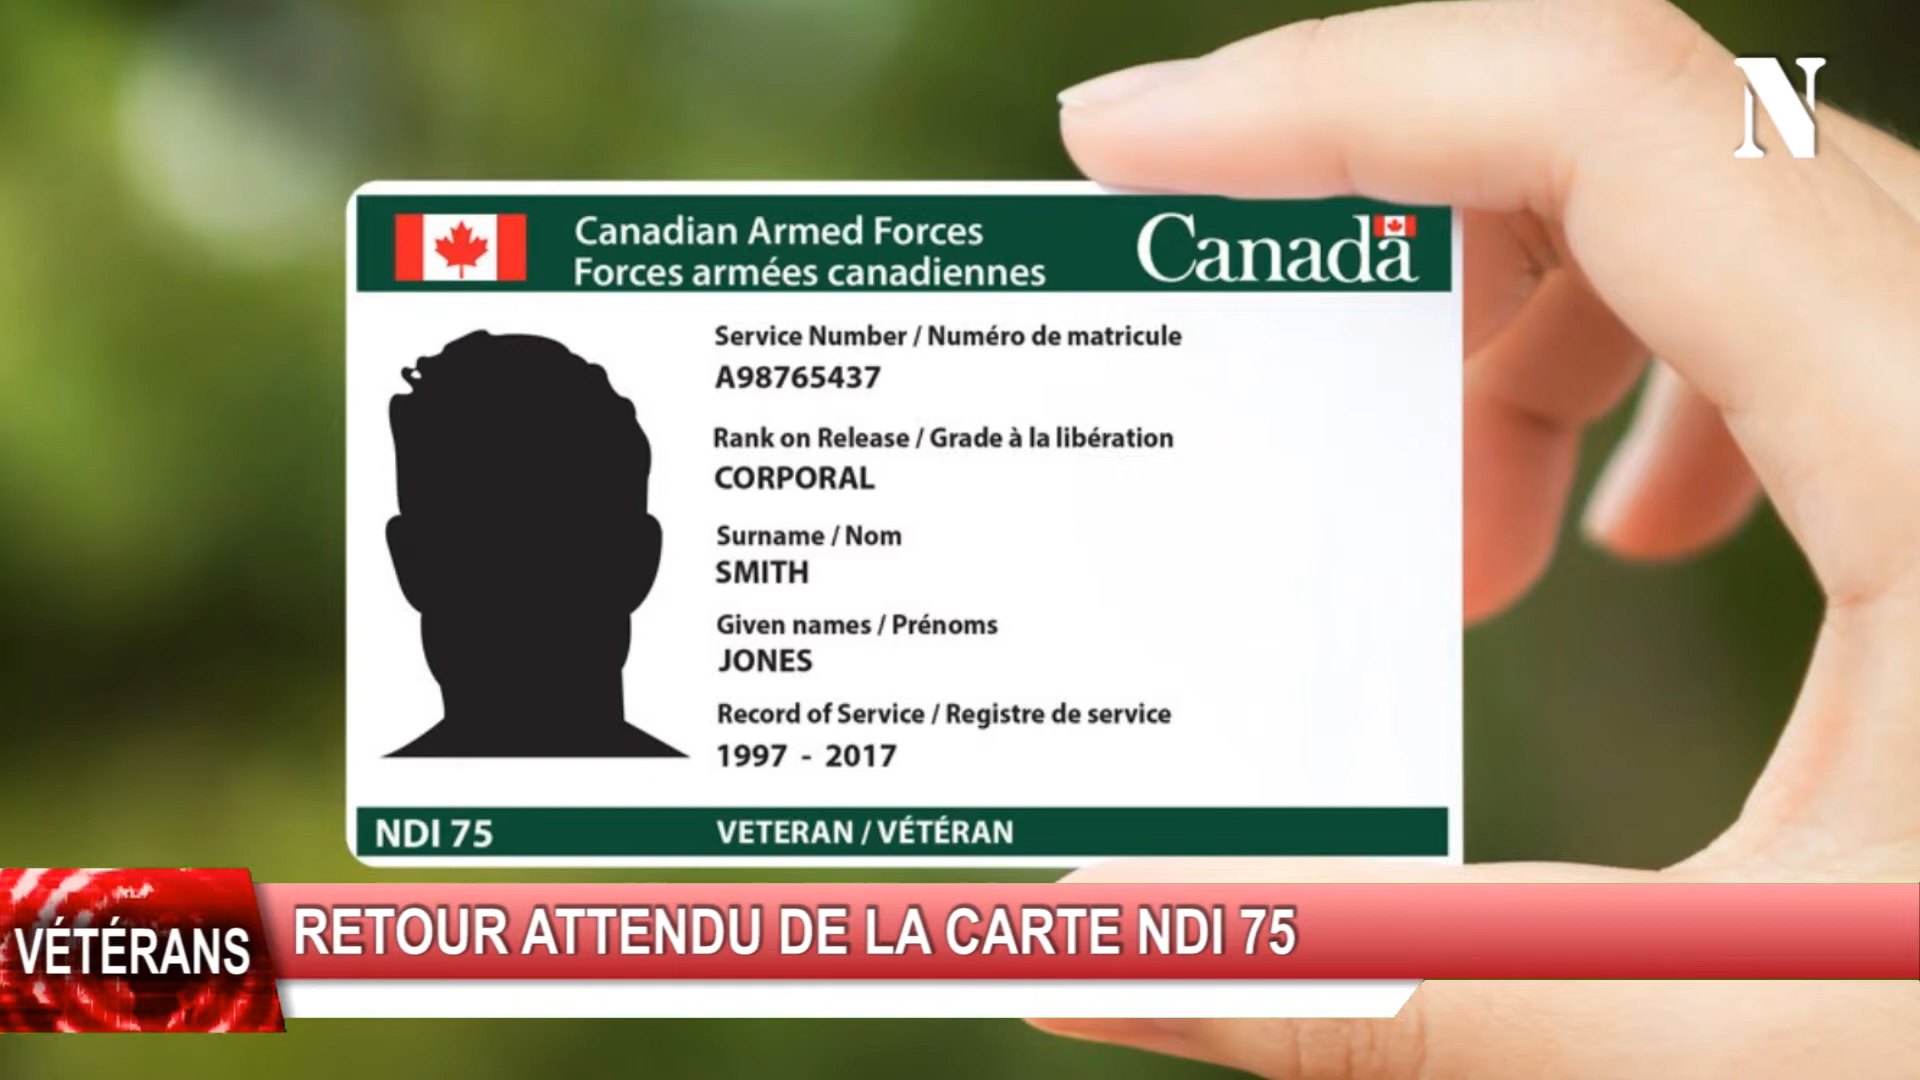 N
Canadian Armed Forces
Forces armées canadiennes
Canada
Service Number / Numéro de matricule
A98765437
Rank on Release / Grade à la libération
CORPORAL
Surname / Nom
SMITH
Given names / Prénoms
JONES
Record of Service / Registre de service
1997 - 2017
NDI 75
VETERAN / VÉTÉRAN
VÉTÉRANS
RETOUR ATTENDU DE LA CARTE NDI 75